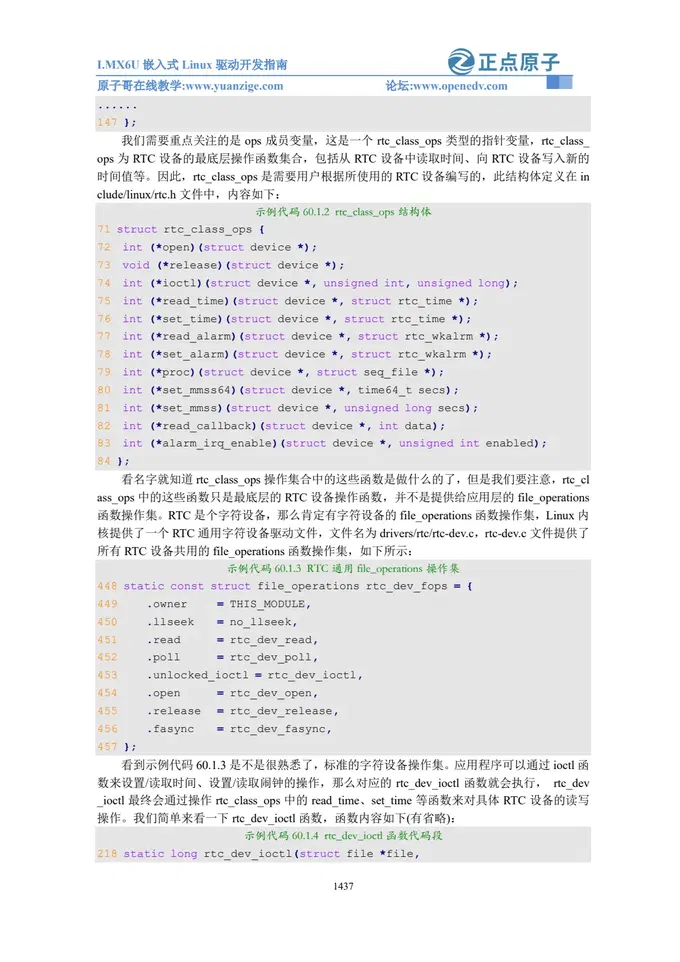 I.MX6U 嵌入式 Linux 驱动开发指南
正点原子
原子哥在线教学:www.yuanzige.com 论坛:www.openedv.com
......
147 };
我们需要重点关注的是 ops 成员变量，这是一个 rtc_class_ops 类型的指针变量，rtc_class_
ops 为 RTC 设备的最底层操作函数集合，包括从 RTC 设备中读取时间、向 RTC 设备写入新的
时间值等。因此，rtc_class_ops 是需要用户根据所使用的 RTC 设备编写的，此结构体定义在 in
clude/linux/rtc.h 文件中，内容如下：
示例代码 60.1.2 rtc_class_ops 结构体
71 struct rtc_class_ops {
72 int (*open)(struct device *);
73 void (*release)(struct device *);
74 int (*ioctl)(struct device *, unsigned int, unsigned long);
75 int (*read_time)(struct device *, struct rtc_time *);
76 int (*set_time)(struct device *, struct rtc_time *);
77 int (*read_alarm)(struct device *, struct rtc_wkalrm *);
78 int (*set_alarm)(struct device *, struct rtc_wkalrm *);
79 int (*proc)(struct device *, struct seq_file *);
80 int (*set_mmss64)(struct device *, time64_t secs);
81 int (*set_mmss)(struct device *, unsigned long secs);
82 int (*read_callback)(struct device *, int data);
83 int (*alarm_irq_enable)(struct device *, unsigned int enabled);
84 };
看名字就知道 rtc_class_ops 操作集合中的这些函数是做什么的了，但是我们要注意，rtc_cl
ass_ops 中的这些函数只是最底层的 RTC 设备操作函数，并不是提供给应用层的 file_operations
函数操作集。RTC 是个字符设备，那么肯定有字符设备的 file_operations 函数操作集，Linux 内
核提供了一个 RTC 通用字符设备驱动文件，文件名为 drivers/rtc/rtc-dev.c，rtc-dev.c 文件提供了
所有 RTC 设备共用的 file_operations 函数操作集，如下所示：
示例代码 60.1.3 RTC 通用 file_operations 操作集
448 static const struct file_operations rtc_dev_fops = {
449 .owner = THIS_MODULE,
450 .llseek = no_llseek,
451 .read = rtc_dev_read,
452 .poll = rtc_dev_poll,
453 .unlocked_ioctl = rtc_dev_ioctl,
454 .open = rtc_dev_open,
455 .release = rtc_dev_release,
456 .fasync = rtc_dev_fasync,
457 };
看到示例代码 60.1.3 是不是很熟悉了，标准的字符设备操作集。应用程序可以通过 ioctl 函
数来设置/读取时间、设置/读取闹钟的操作，那么对应的 rtc_dev_ioctl 函数就会执行， rtc_dev
_ioctl 最终会通过操作 rtc_class_ops 中的 read_time、set_time 等函数来对具体 RTC 设备的读写
操作。我们简单来看一下 rtc_dev_ioctl 函数，函数内容如下(有省略)：
示例代码 60.1.4 rtc_dev_ioctl 函数代码段
218 static long rtc_dev_ioctl(struct file *file,
1437